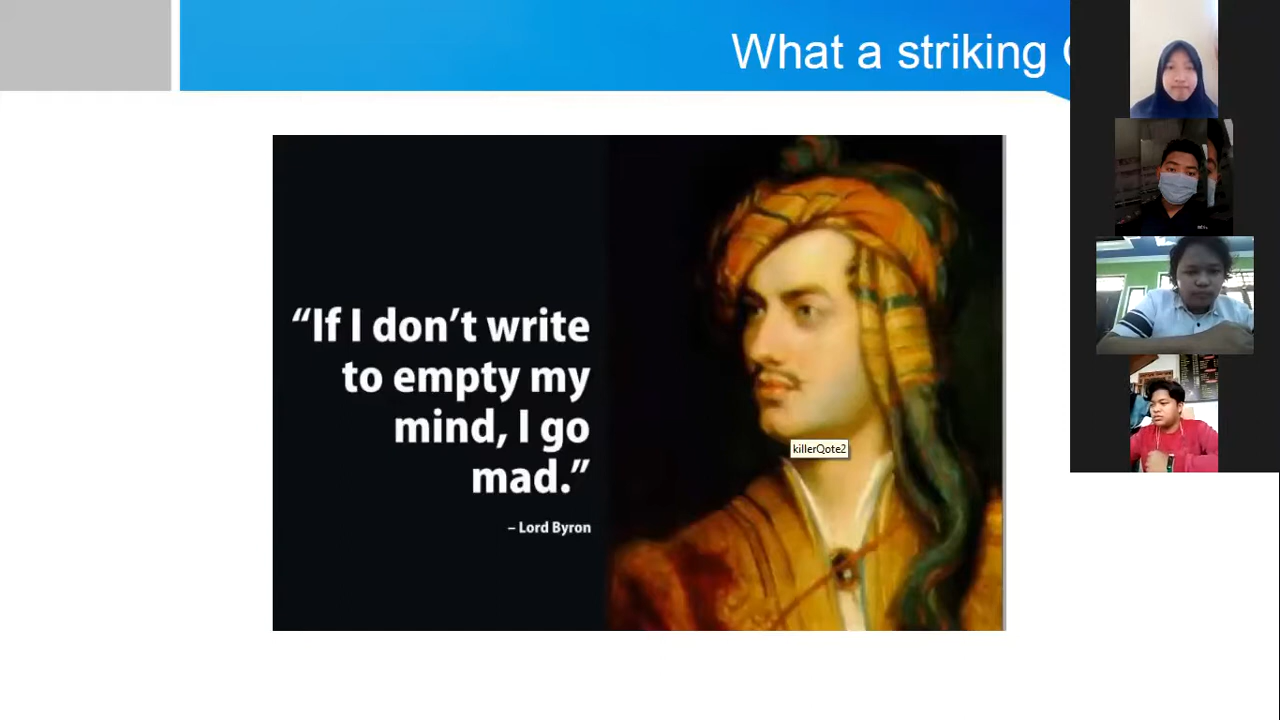 What a striking
“If I don’t write
to empty my
mind, I go
mad.”
– Lord Byron
killerQote2